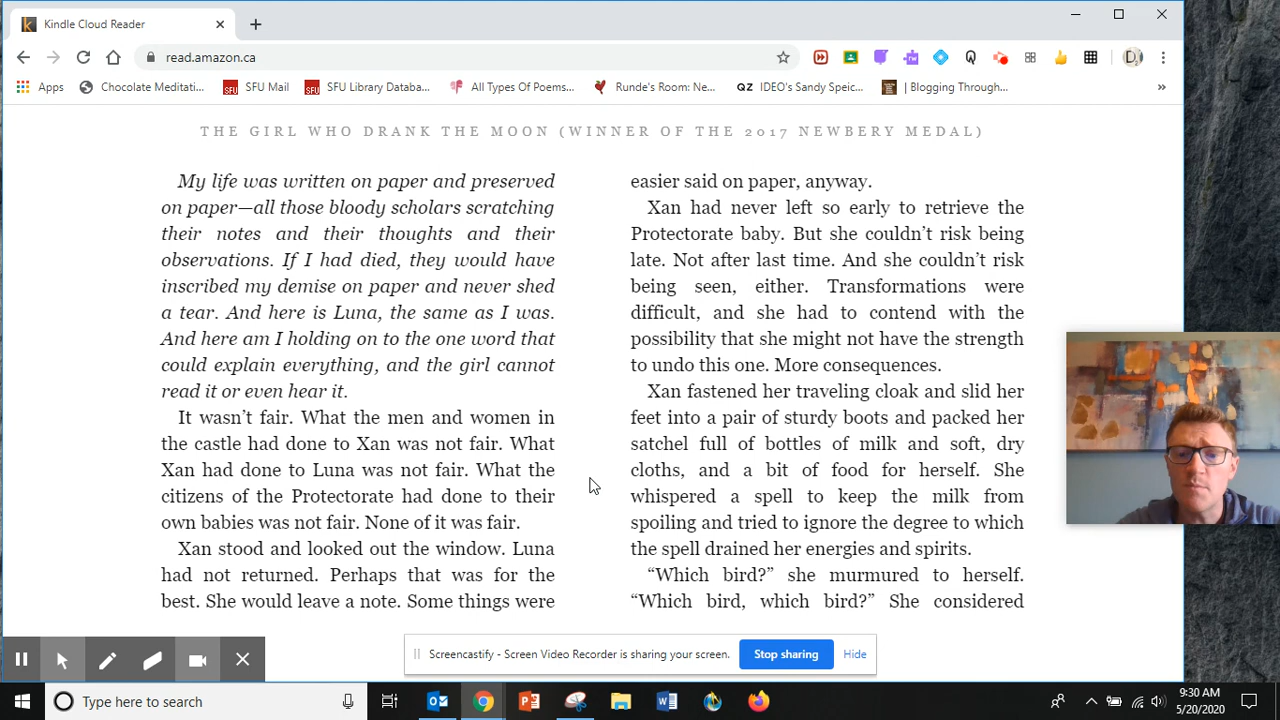 Kindle Cloud Reader
read.amazon.ca
Apps
Chocolate Meditati...
SFU Mail
SFU Library Databa...
All Types Of Poems...
Runde's Room: Ne...
QZ IDEO's Sandy Speic...
| Blogging Through...
»
THE GIRL WHO DRANK THE MOON (WINNER OF THE 2017 NEWBERY MEDAL)
My life was written on paper and preserved
on paper—all those bloody scholars scratching
their notes and their thoughts and their
observations. If I had died, they would have
inscribed my demise on paper and never shed
a tear. And here is Luna, the same as I was.
And here am I holding on to the one word that
could explain everything, and the girl cannot
read it or even hear it.
It wasn't fair. What the men and women in
the castle had done to Xan was not fair. What
Xan had done to Luna was not fair. What the
citizens of the Protectorate had done to their
own babies was not fair. None of it was fair.
Xan stood and looked out the window. Luna
had not returned. Perhaps that was for the
best. She would leave a note. Some things were
easier said on paper, anyway.
Xan had never left so early to retrieve the
Protectorate baby. But she couldn't risk being
late. Not after last time. And she couldn't risk
being seen, either. Transformations were
difficult, and she had to contend with the
possibility that she might not have the strength
to undo this one. More consequences.
Xan fastened her traveling cloak and slid her
feet into a pair of sturdy boots and packed her
satchel full of bottles of milk and soft, dry
cloths, and a bit of food for herself. She
whispered a spell to keep the milk from
spoiling and tried to ignore the degree to which
the spell drained her energies and spirits.
“Which bird?” she murmured to herself.
“Which bird, which bird?” She considered
Screencastify - Screen Video Recorder is sharing your screen.
Stop sharing
Hide
Type here to search
9:30 AM
5/20/2020